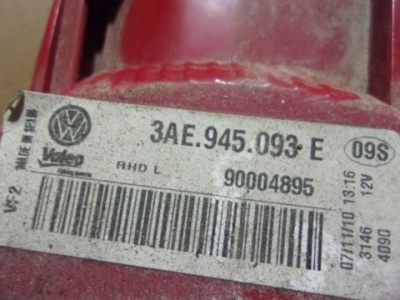 3AE.945.093 E
09S
MADE IN SPAIN
Valeo
RHD L
90004895
VF2
07/11/10 13:16
3146 12V
4090